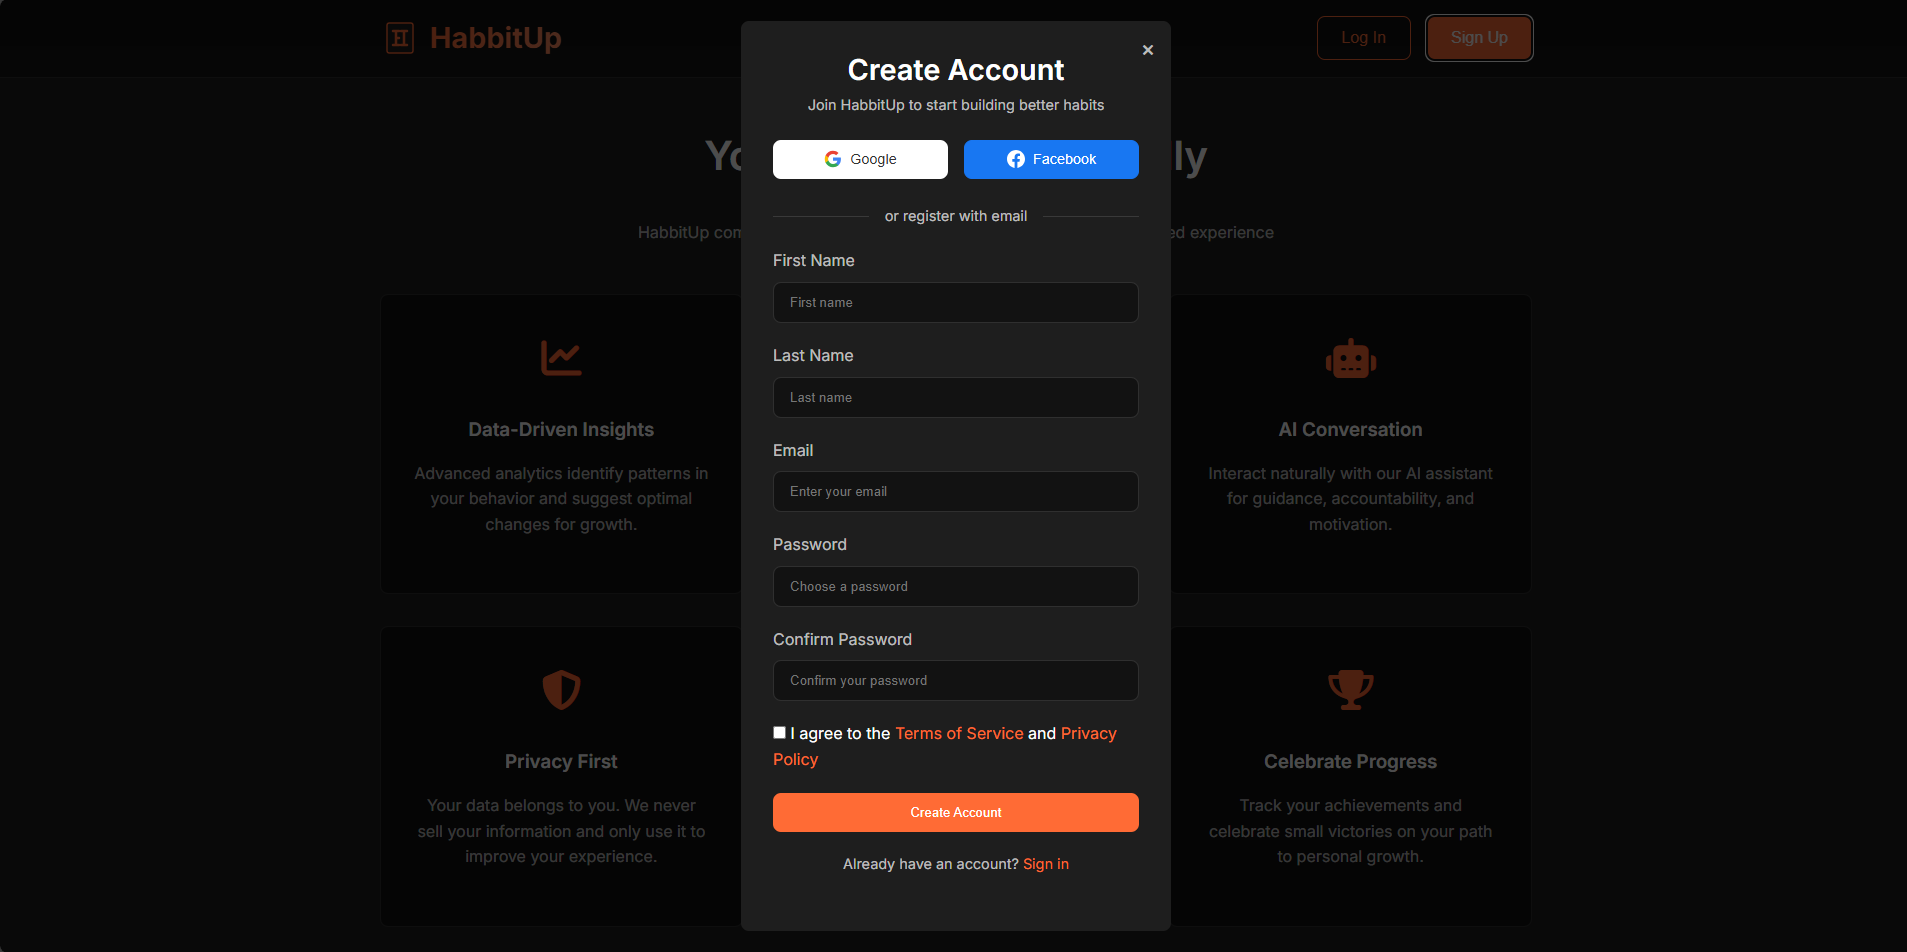 HabbitUp
Log In
Sign Up
×
Create Account
Join HabbitUp to start building better habits
Google
Facebook
or register with email
First Name
First name
Last Name
Last name
Email
Enter your email
Password
Choose a password
Confirm Password
Confirm your password
I agree to the Terms of Service and Privacy
Policy
Create Account
Already have an account? Sign in
ly
HabbitUp
experience
Data-Driven Insights
Advanced analytics identify patterns in
your behavior and suggest optimal
changes for growth.
AI Conversation
Interact naturally with our AI assistant
for guidance, accountability, and
motivation.
Privacy First
Your data belongs to you. We never
sell your information and only use it to
improve your experience.
Celebrate Progress
Track your achievements and
celebrate small victories on your path
to personal growth.